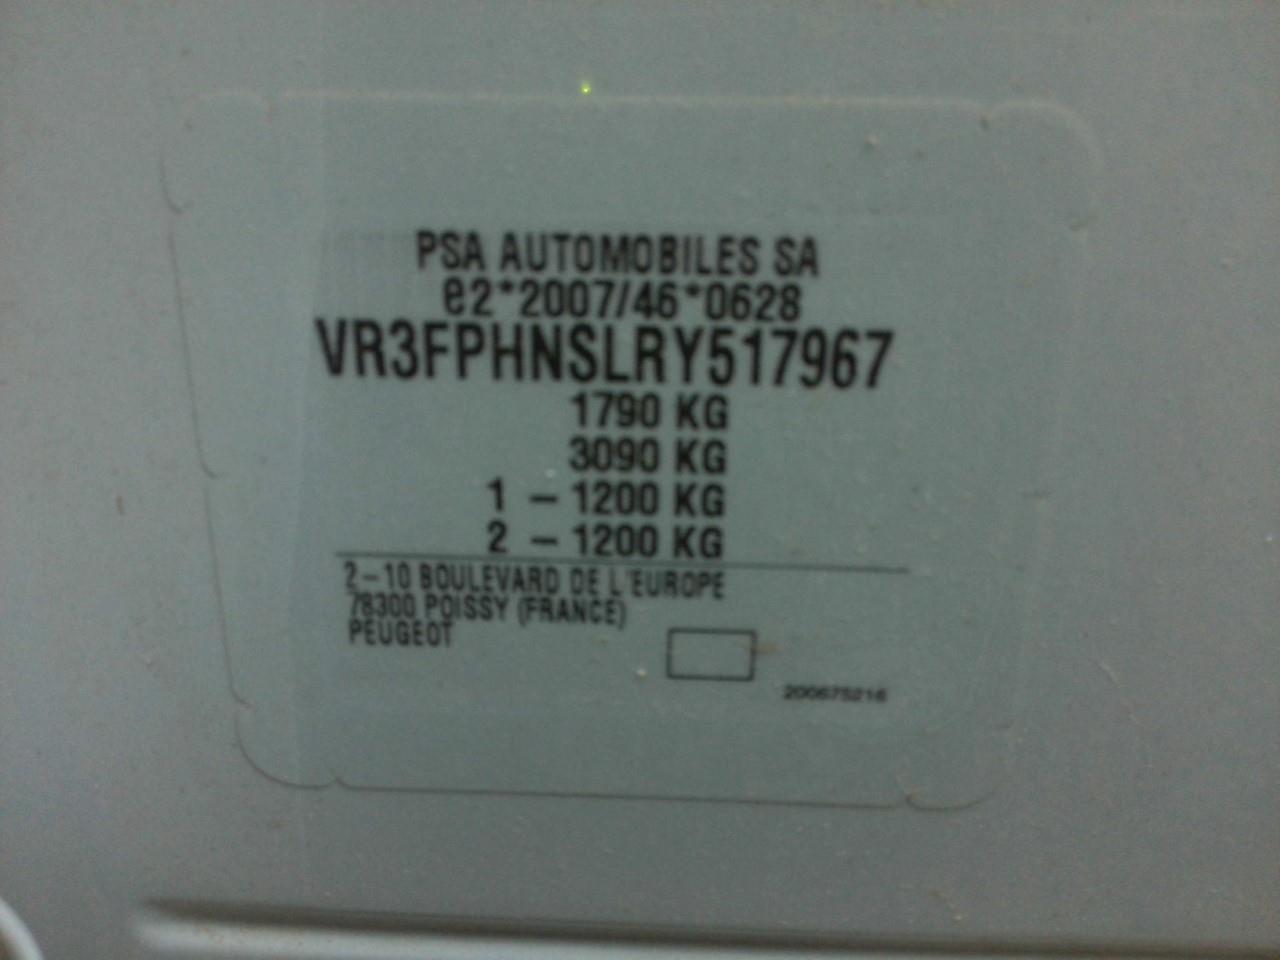 PSA AUTOMOBILES SA
e2*2007/46*0628
VR3FPHNSLRY517967
1790 KG
3090 KG
1 - 1200 KG
2 - 1200 KG
2-10 BOULEVARD DE L'EUROPE
78300 POISSY (FRANCE)
PEUGEOT
200675216